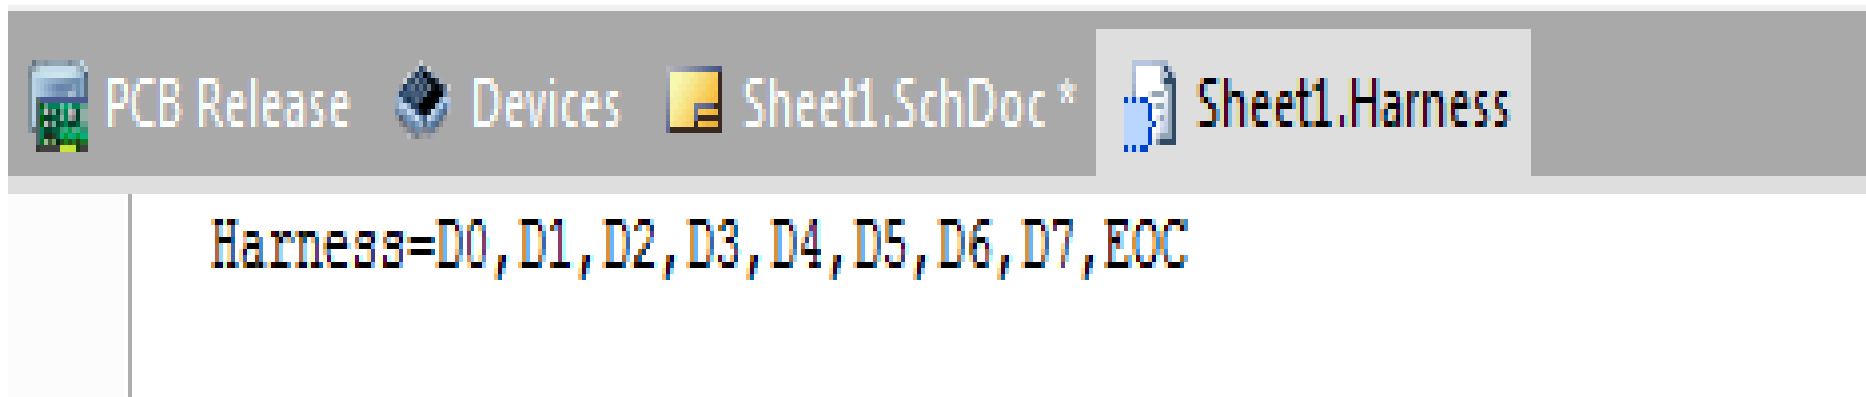 PCB Release Devices Sheet1.SchDoc * Sheet1.Harness
Harness=D0,D1,D2,D3,D4,D5,D6,D7,EOC